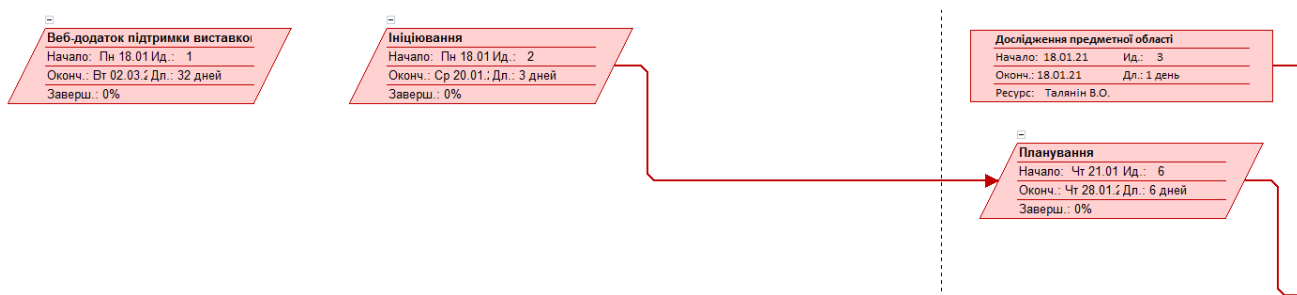 Веб-додаток підтримки виставкої
Начало: Пн 18.01 Ид.: 1
Оконч.: Вт 02.03.2 Дл.: 32 дней
Заверш.: 0%
Ініціювання
Начало: Пн 18.01 Ид.: 2
Оконч.: Ср 20.01.: Дл.: 3 дней
Заверш.: 0%
Дослідження предметної області
Начало: 18.01.21 Ид.: 3
Оконч.: 18.01.21 Дл.: 1 день
Ресурс: Талянін В.О.
Планування
Начало: Чт 21.01 Ид.: 6
Оконч.: Чт 28.01.2 Дл.: 6 дней
Заверш.: 0%